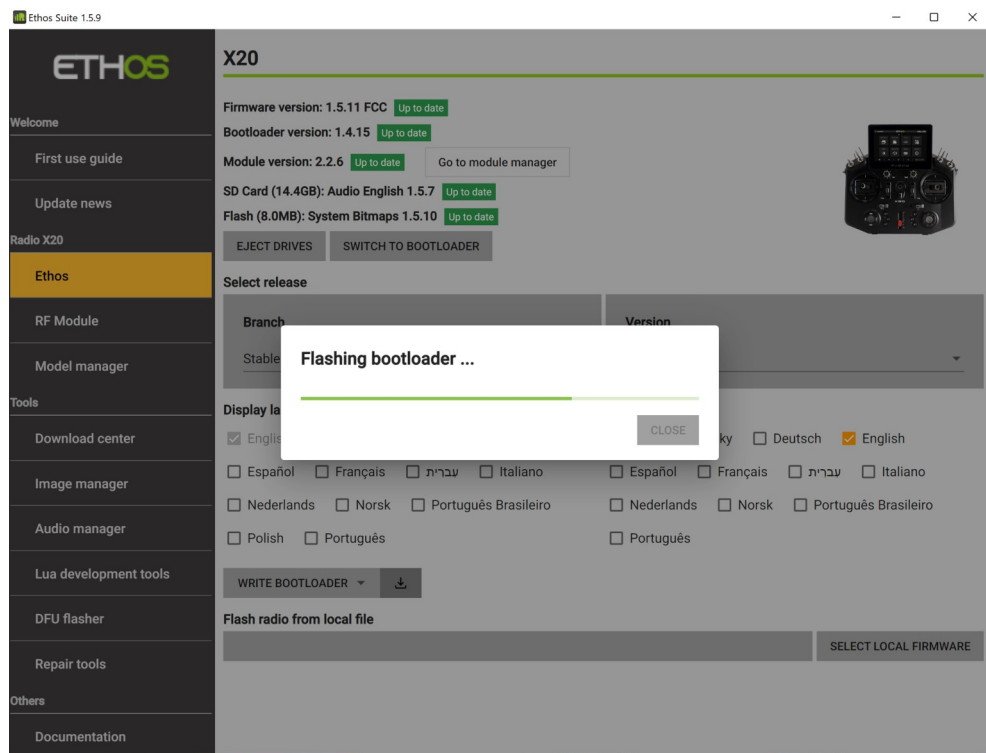 Ethos Suite 1.5.9
ETHOS
Welcome
First use guide
Update news
Radio X20
Ethos
RF Module
Model manager
Tools
Download center
Image manager
Audio manager
Lua development tools
DFU flasher
Repair tools
Others
Documentation
X20
Firmware version: 1.5.11 FCC Up to date
Bootloader version: 1.4.15 Up to date
Module version: 2.2.6 Up to date Go to module manager
SD Card (14.4GB): Audio English 1.5.7 Up to date
Flash (8.0MB): System Bitmaps 1.5.10 Up to date
EJECT DRIVES SWITCH TO BOOTLOADER
Select release
Branch Version
Stable
Flashing bootloader ...
CLOSE
Display la
Englis ky Deutsch English
Español Français עברית Italiano Español Français עברית Italiano
Nederlands Norsk Português Brasileiro Nederlands Norsk Português Brasileiro
Polish Português Português
WRITE BOOTLOADER
Flash radio from local file
SELECT LOCAL FIRMWARE